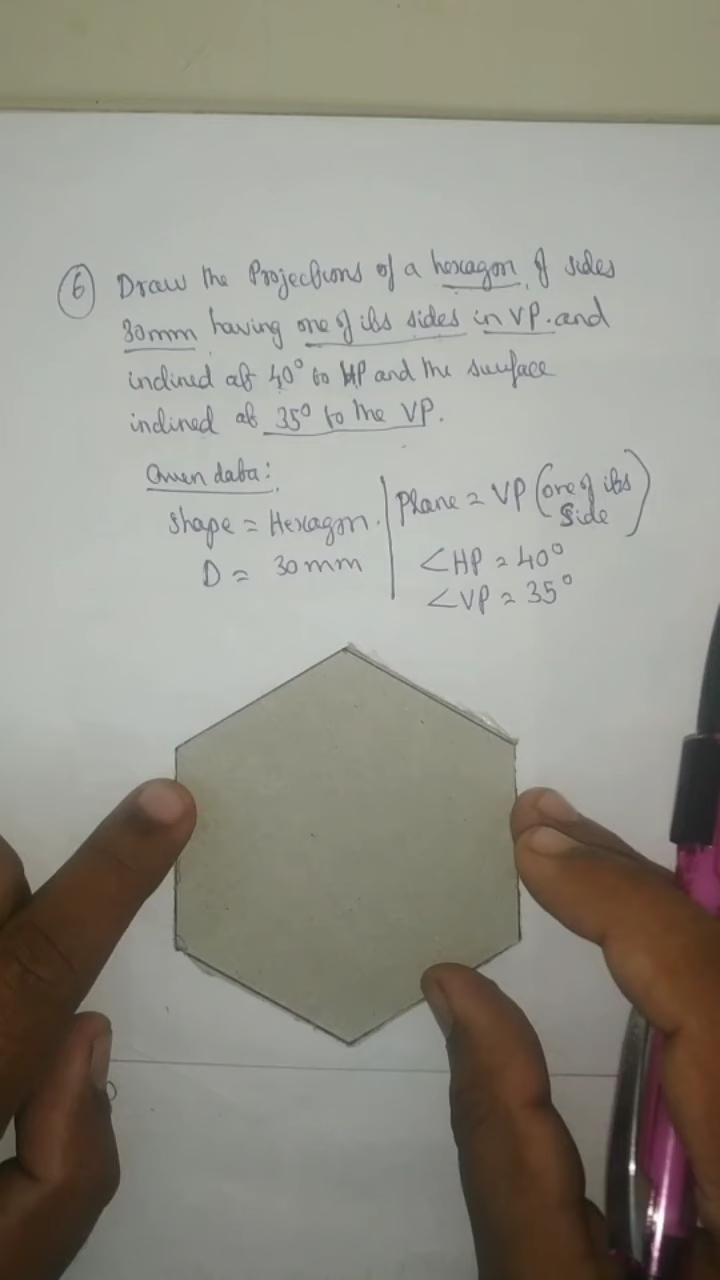 6 Draw the Projections of a hexagon of sides
30mm having one of its sides in VP. and
inclined at 40° to HP and the surface
inclined at 35° to the VP.
Given data:
Shape = Hexagon.
D = 30mm
Plane = VP (one of its Side)
∠HP = 40°
∠VP = 35°